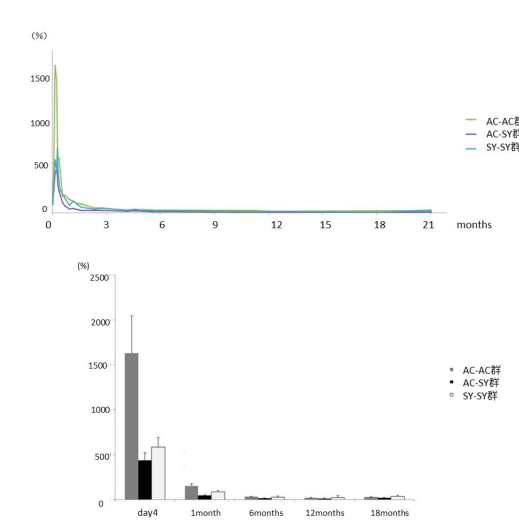 (%)
1500
1000
500
0
0 3 6 9 12 15 18 21 months
AC-AC群
AC-SY群
SY-SY群
(%)
2500
2000
1500
1000
500
0
day4 1month 6months 12months 18months
AC-AC群
AC-SY群
SY-SY群